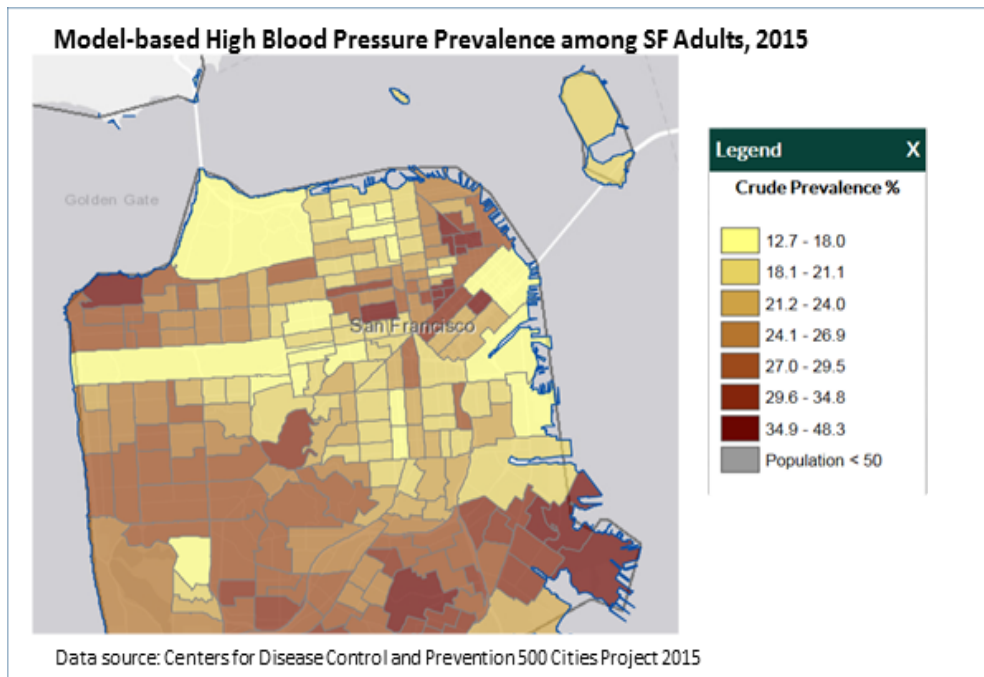 Model-based High Blood Pressure Prevalence among SF Adults, 2015
Golden Gate
San Francisco
Legend X
Crude Prevalence %
12.7 - 18.0
18.1 - 21.1
21.2 - 24.0
24.1 - 26.9
27.0 - 29.5
29.6 - 34.8
34.9 - 48.3
Population < 50
Data source: Centers for Disease Control and Prevention 500 Cities Project 2015